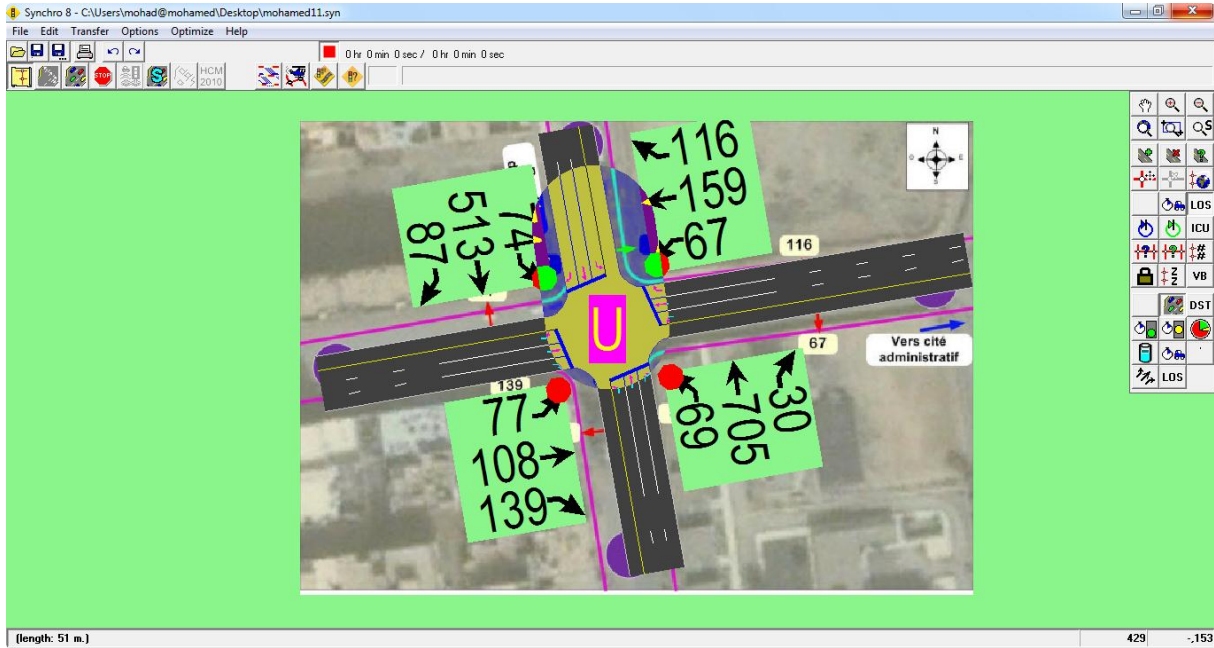 Synchro 8 - C:\Users\mohad@mohamed\Desktop\mohamed11.syn
File Edit Transfer Options Optimize Help
0 hr 0 min 0 sec / 0 hr 0 min 0 sec
STOP
S
HCM
2010
LOS
ICU
VB
DST
LOS
N
E
S
116
159
67
74
513
87
116
U
67
Vers cité
administratif
139
77
108
139
69
705
30
(length: 51 m.)
429
-,153